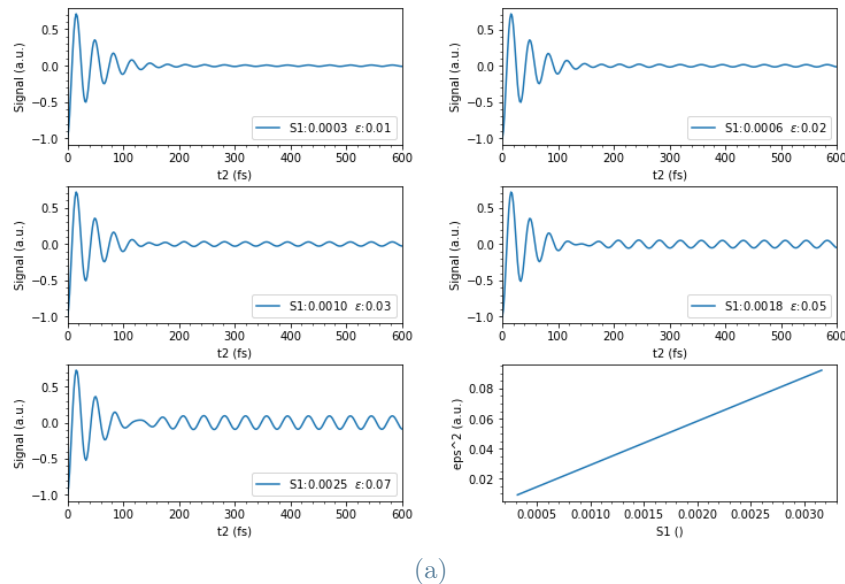 Signal (a.u.)
0.5
0.0
−0.5
−1.0
0 100 200 300 400 500 600
t2 (fs)
S1:0.0003 ε:0.01
Signal (a.u.)
0.5
0.0
−0.5
−1.0
0 100 200 300 400 500 600
t2 (fs)
S1:0.0006 ε:0.02
Signal (a.u.)
0.5
0.0
−0.5
−1.0
0 100 200 300 400 500 600
t2 (fs)
S1:0.0010 ε:0.03
Signal (a.u.)
0.5
0.0
−0.5
−1.0
0 100 200 300 400 500 600
t2 (fs)
S1:0.0018 ε:0.05
Signal (a.u.)
0.5
0.0
−0.5
−1.0
0 100 200 300 400 500 600
t2 (fs)
S1:0.0025 ε:0.07
eps^2 (a.u.)
0.08
0.06
0.04
0.02
0.0005 0.0010 0.0015 0.0020 0.0025 0.0030
S1 ()
(a)